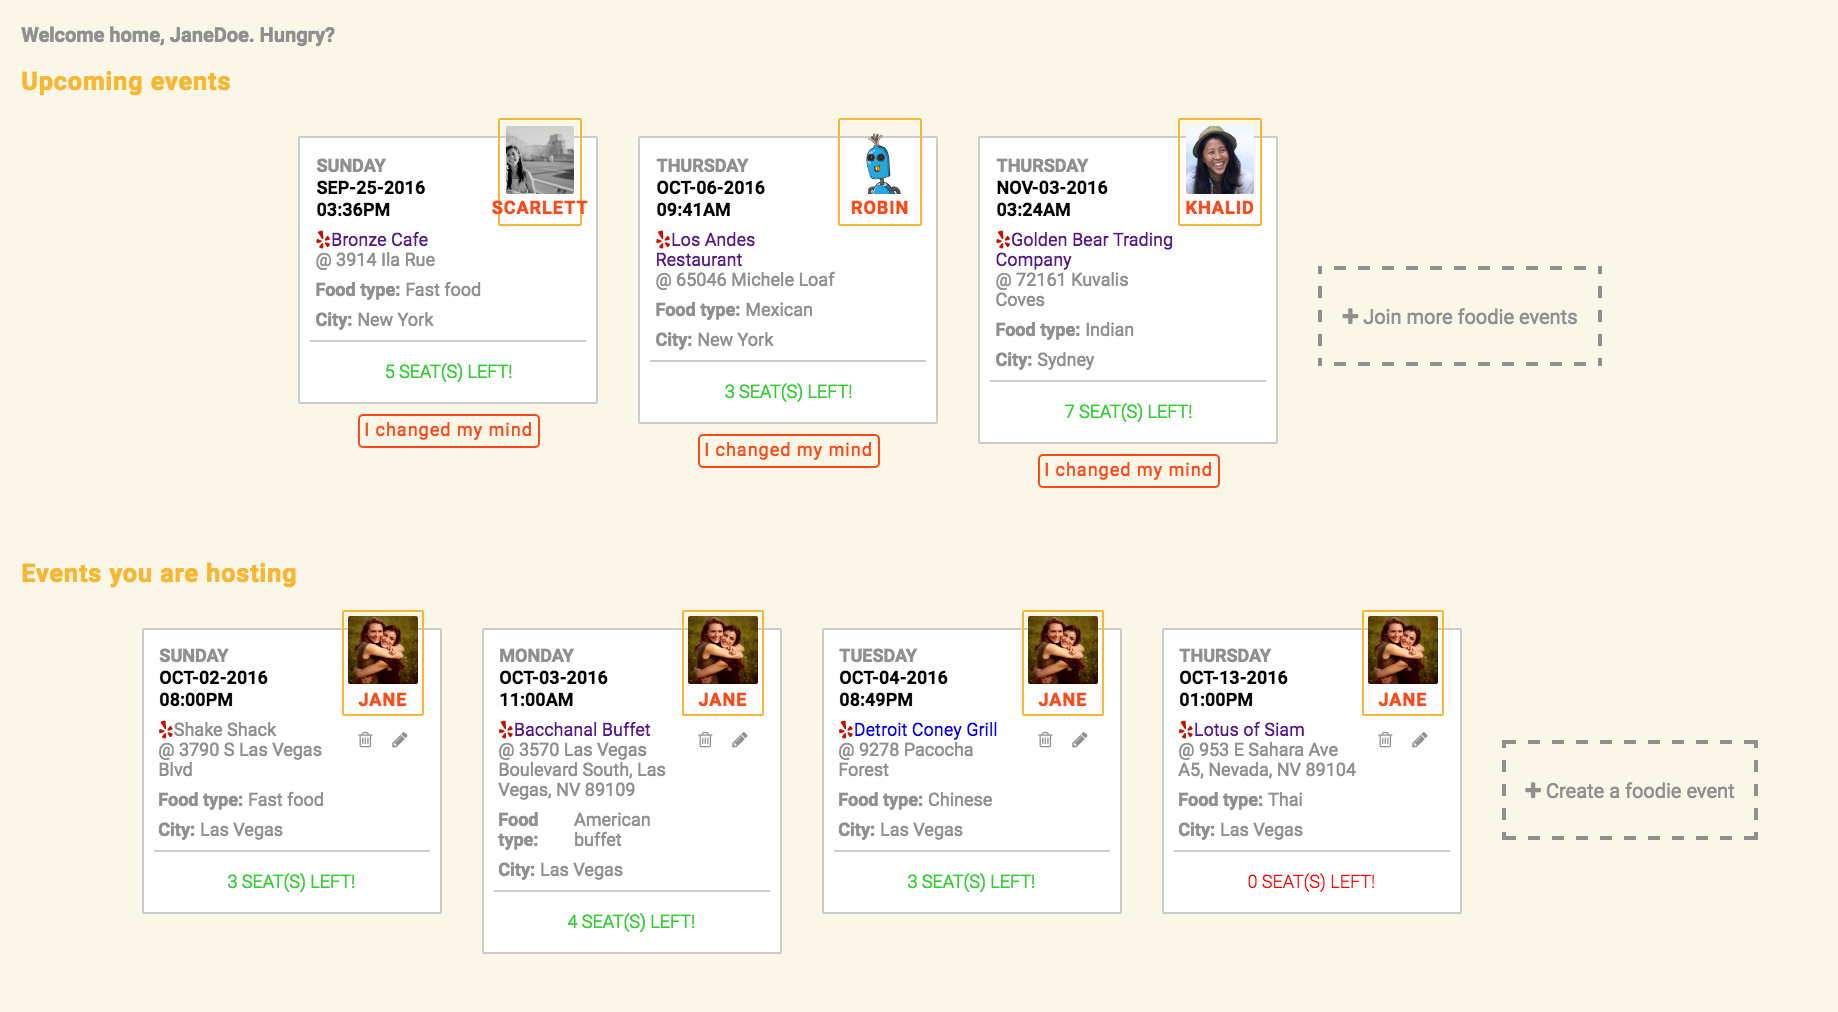 Welcome home, JaneDoe. Hungry?
Upcoming events
SUNDAY
SEP-25-2016
03:36PM
SCARLETT
Bronze Cafe
@ 3914 Ila Rue
Food type: Fast food
City: New York
5 SEAT(S) LEFT!
I changed my mind
THURSDAY
OCT-06-2016
09:41AM
ROBIN
Los Andes
Restaurant
@ 65046 Michele Loaf
Food type: Mexican
City: New York
3 SEAT(S) LEFT!
I changed my mind
THURSDAY
NOV-03-2016
03:24AM
KHALID
Golden Bear Trading
Company
@ 72161 Kuvalis
Coves
Food type: Indian
City: Sydney
7 SEAT(S) LEFT!
I changed my mind
Join more foodie events
Events you are hosting
SUNDAY
OCT-02-2016
08:00PM
JANE
Shake Shack
@ 3790 S Las Vegas
Blvd
Food type: Fast food
City: Las Vegas
3 SEAT(S) LEFT!
MONDAY
OCT-03-2016
11:00AM
JANE
Bacchanal Buffet
@ 3570 Las Vegas
Boulevard South, Las
Vegas, NV 89109
Food American
type: buffet
City: Las Vegas
4 SEAT(S) LEFT!
TUESDAY
OCT-04-2016
08:49PM
JANE
Detroit Coney Grill
@ 9278 Pacocha
Forest
Food type: Chinese
City: Las Vegas
3 SEAT(S) LEFT!
THURSDAY
OCT-13-2016
01:00PM
JANE
Lotus of Siam
@ 953 E Sahara Ave
A5, Nevada, NV 89104
Food type: Thai
City: Las Vegas
0 SEAT(S) LEFT!
Create a foodie event